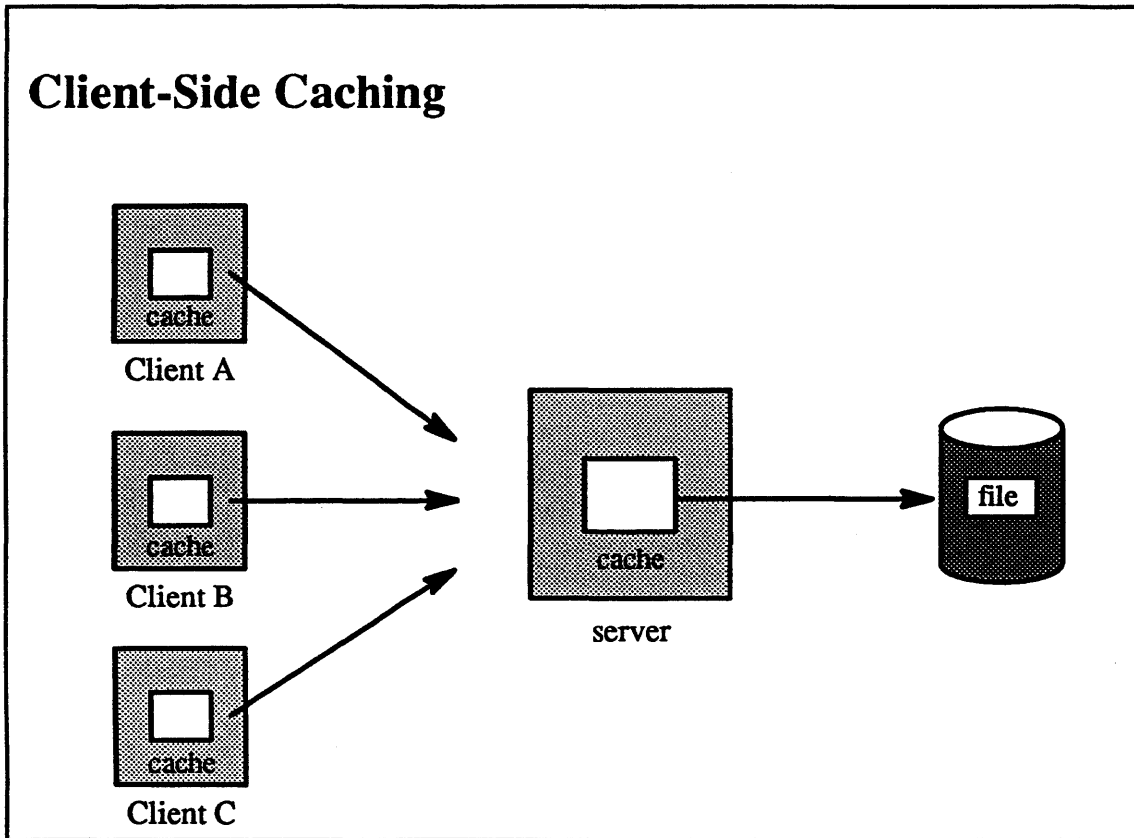 Client-Side Caching
cache
Client A
cache
Client B
cache
Client C
cache
server
file